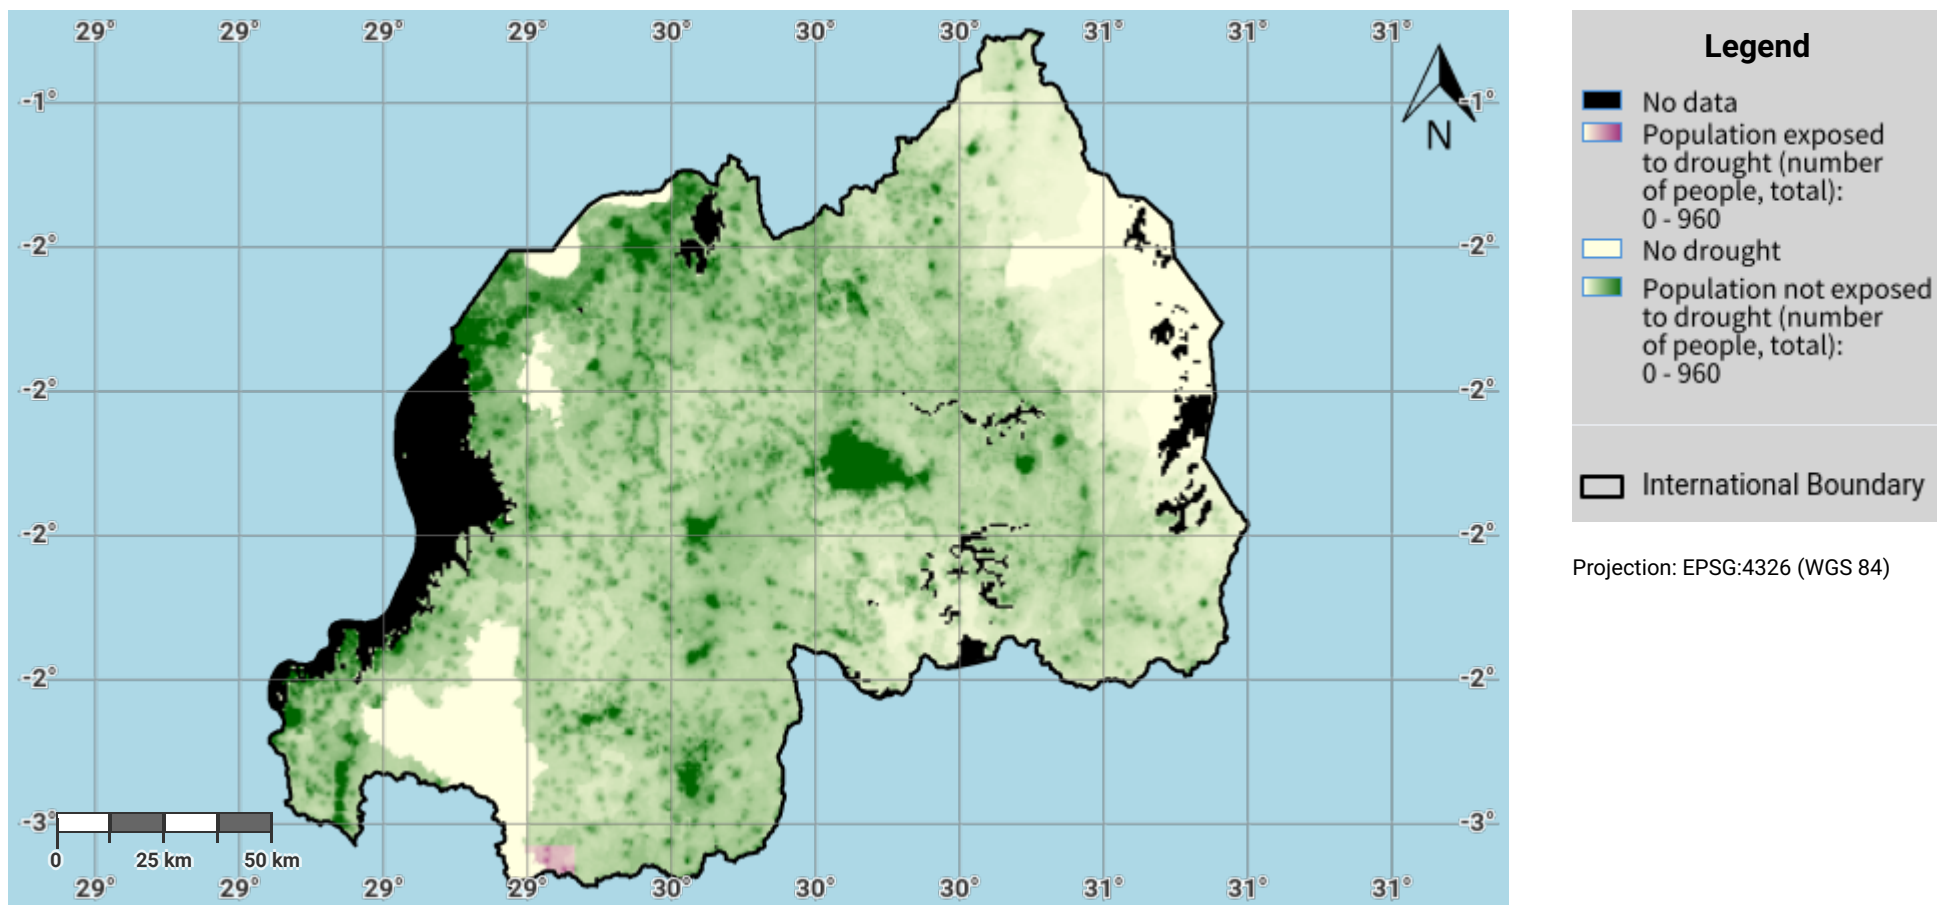 29° 29° 29° 29° 30° 30° 30° 31° 31° 31°
-1° -1°
N
-2° -2°
-2° -2°
-2° -2°
-2° -2°
-3° -3°
0 25 km 50 km
29° 29° 29° 29° 30° 30° 30° 31° 31° 31°
Legend
No data
Population exposed
to drought (number
of people, total):
0 - 960
No drought
Population not exposed
to drought (number
of people, total):
0 - 960
International Boundary
Projection: EPSG:4326 (WGS 84)